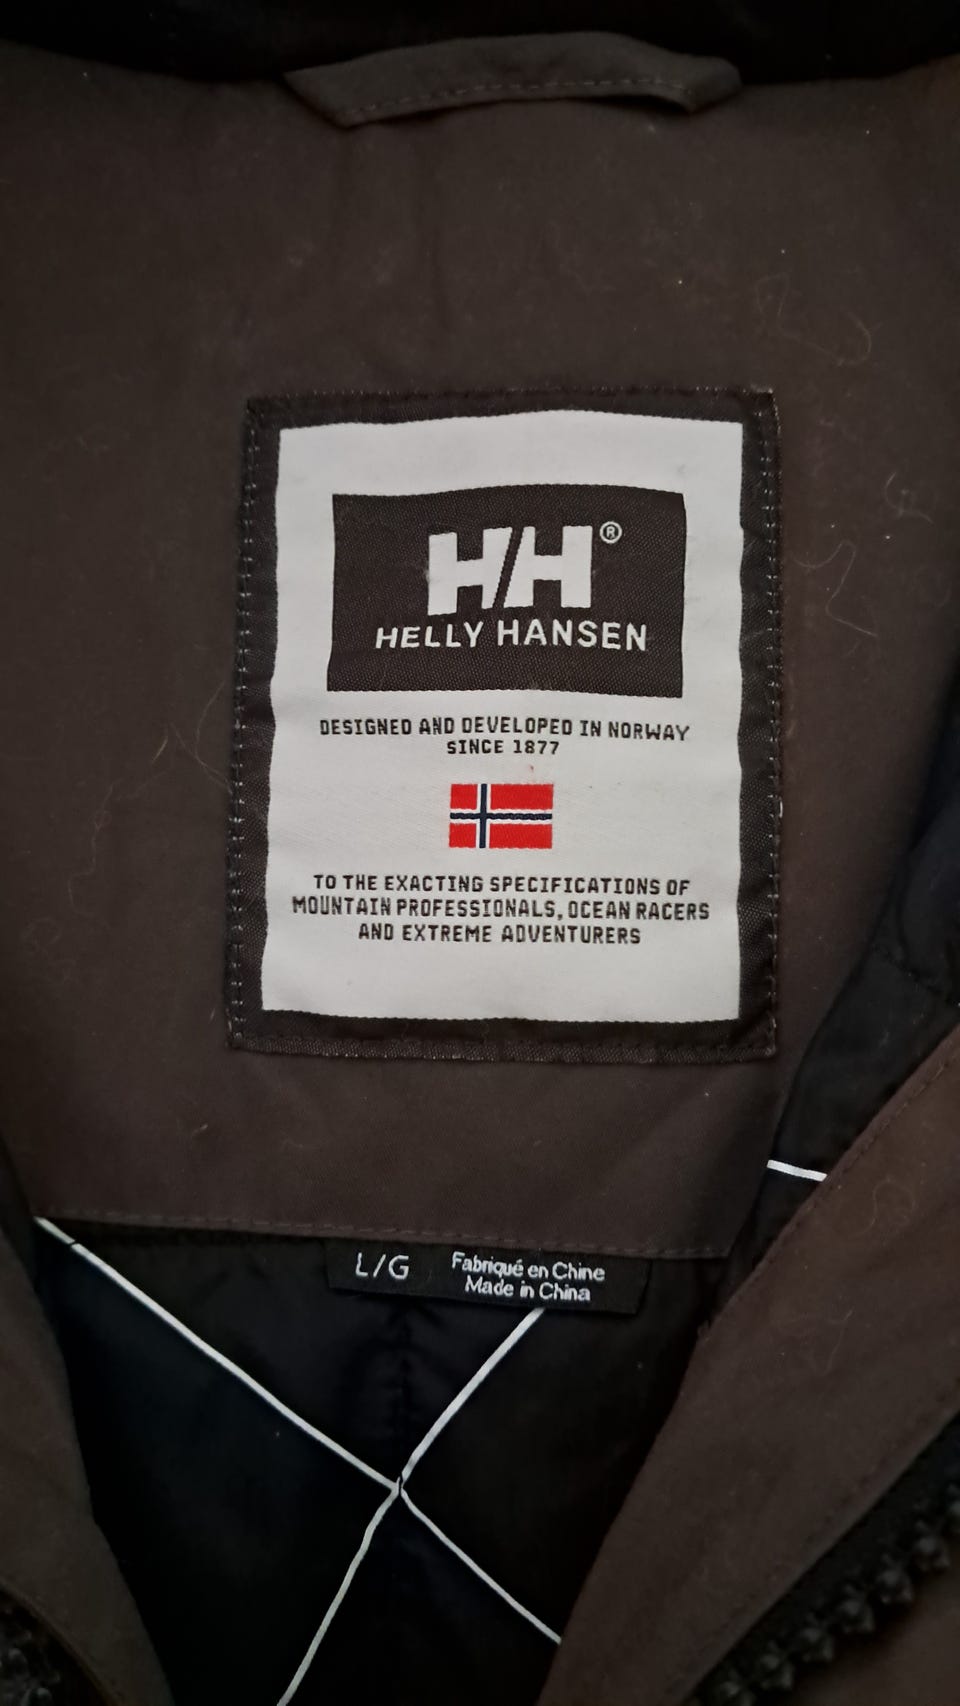 HH®
HELLY HANSEN
DESIGNED AND DEVELOPED IN NORWAY
SINCE 1877
TO THE EXACTING SPECIFICATIONS OF
MOUNTAIN PROFESSIONALS, OCEAN RACERS
AND EXTREME ADVENTURERS
L/G
Fabriqué en Chine
Made in China